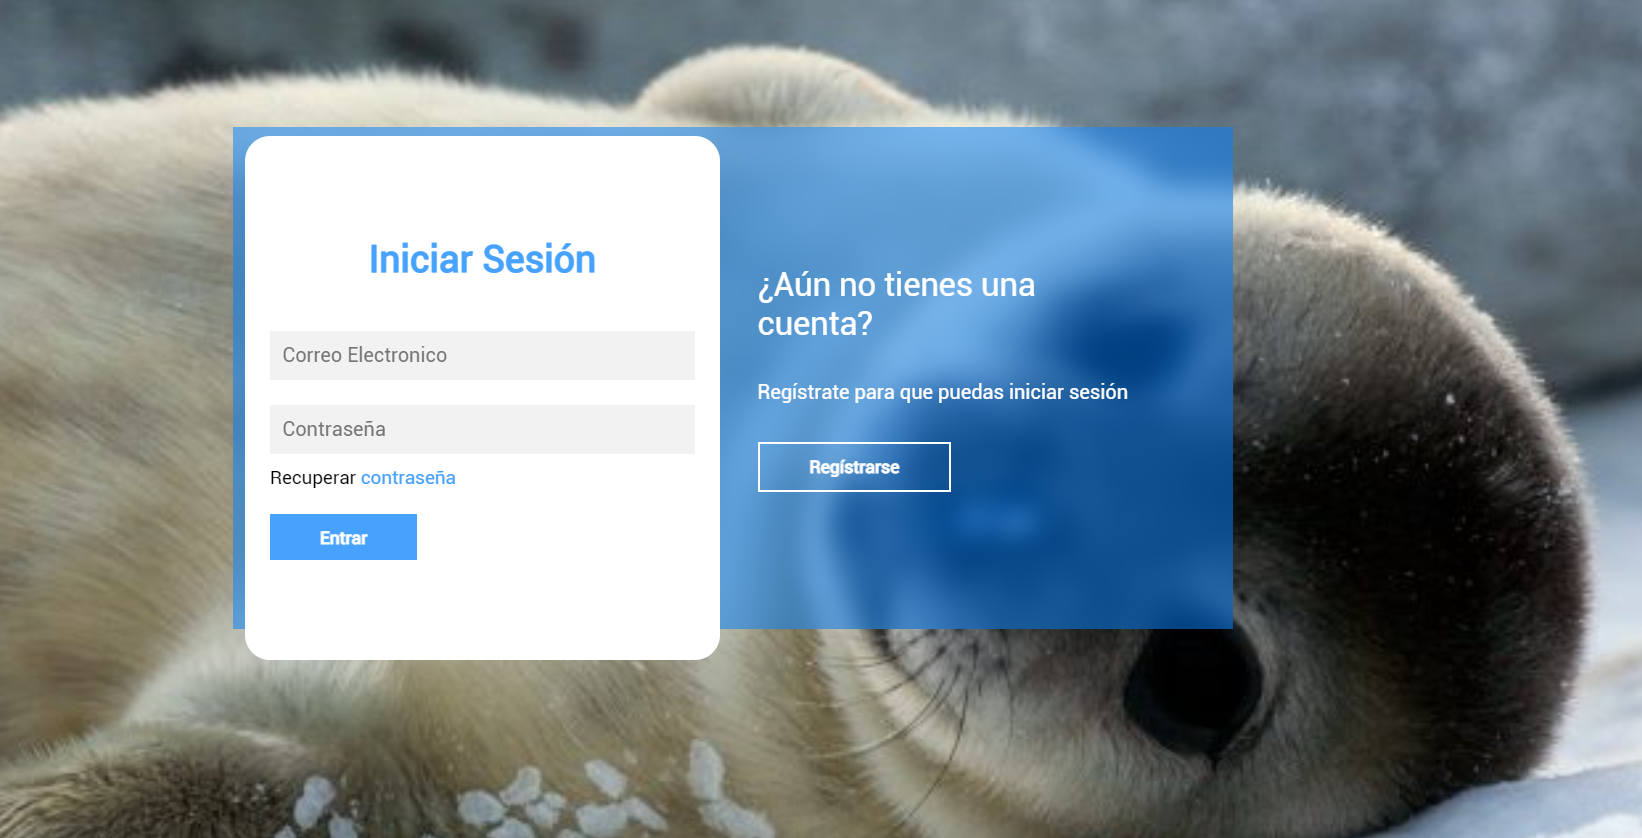 Iniciar Sesión
Correo Electronico
Contraseña
Recuperar contraseña
Entrar
¿Aún no tienes una
cuenta?
Regístrate para que puedas iniciar sesión
Regístrarse